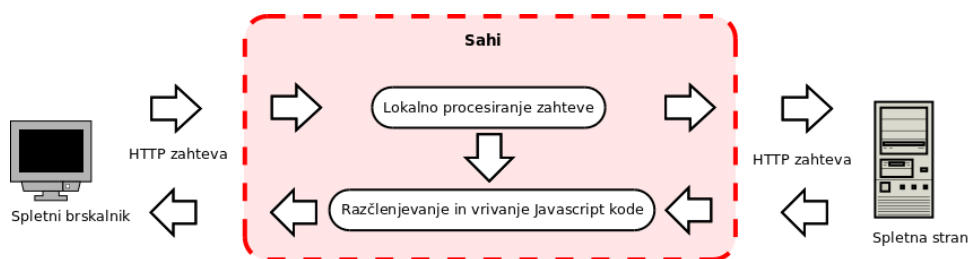 Sahi
Lokalno procesiranje zahteve
HTTP zahteva
HTTP zahteva
Razčlenjevanje in vrivanje Javascript kode
Spletni brskalnik
Spletna stran